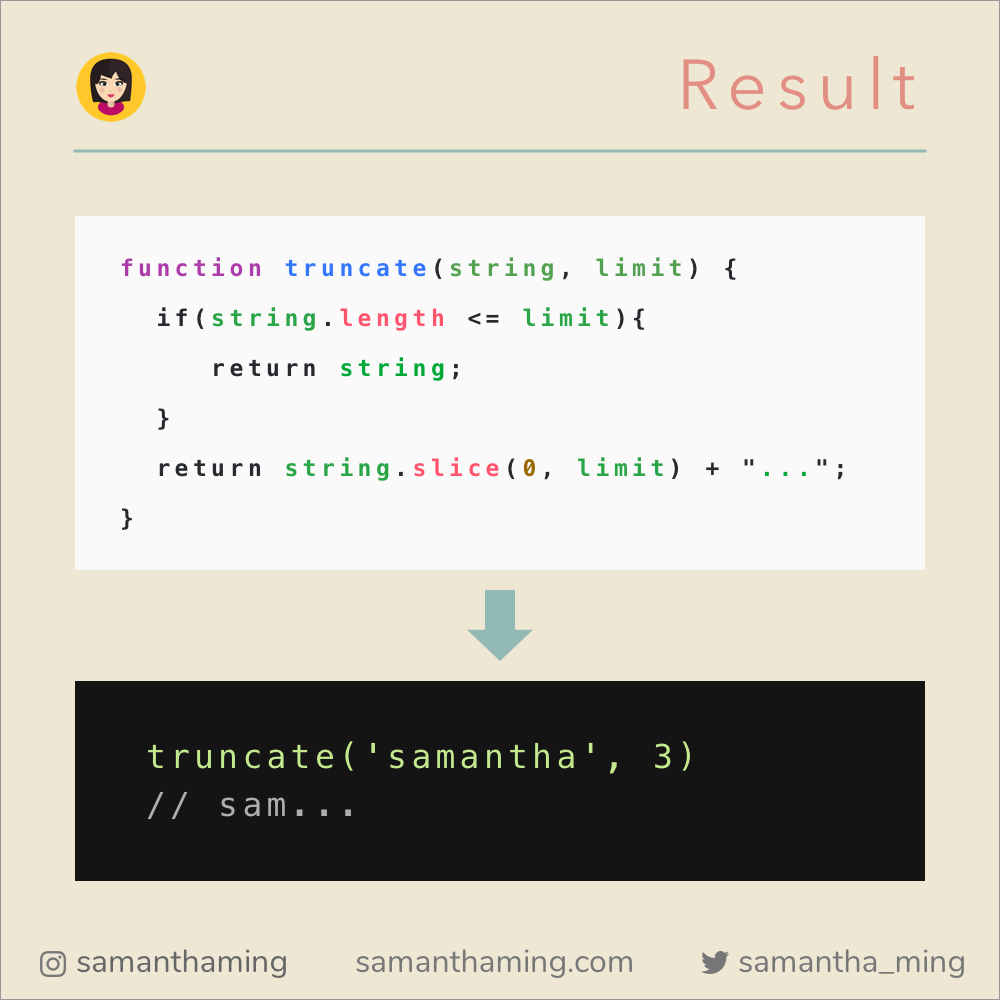 Result
function truncate(string, limit) {
  if(string.length <= limit){
     return string;
  }
  return string.slice(0, limit) + "...";
}
truncate('samantha', 3)
// sam...
samanthaming samanthaming.com samantha_ming